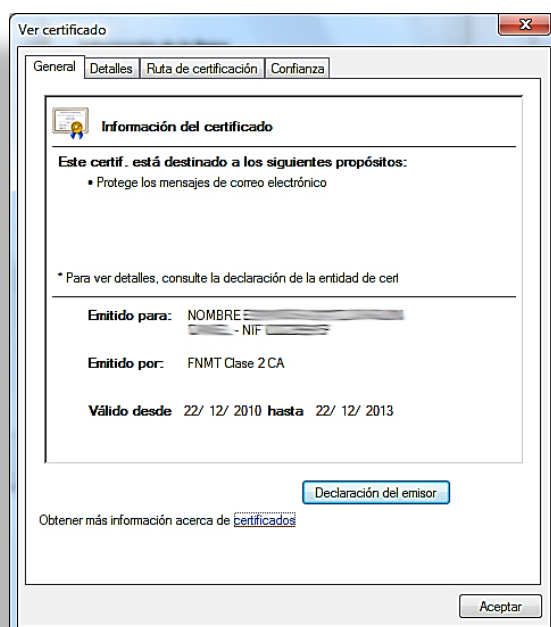 Ver certificado
General Detalles Ruta de certificación Confianza
Información del certificado
Este certif. está destinado a los siguientes propósitos:
• Protege los mensajes de correo electrónico
* Para ver detalles, consulte la declaración de la entidad de cert
Emitido para: NOMBRE
- NIF
Emitido por: FNMT Clase 2 CA
Válido desde 22/ 12/ 2010 hasta 22/ 12/ 2013
Declaración del emisor
Obtener más información acerca de certificados
Aceptar